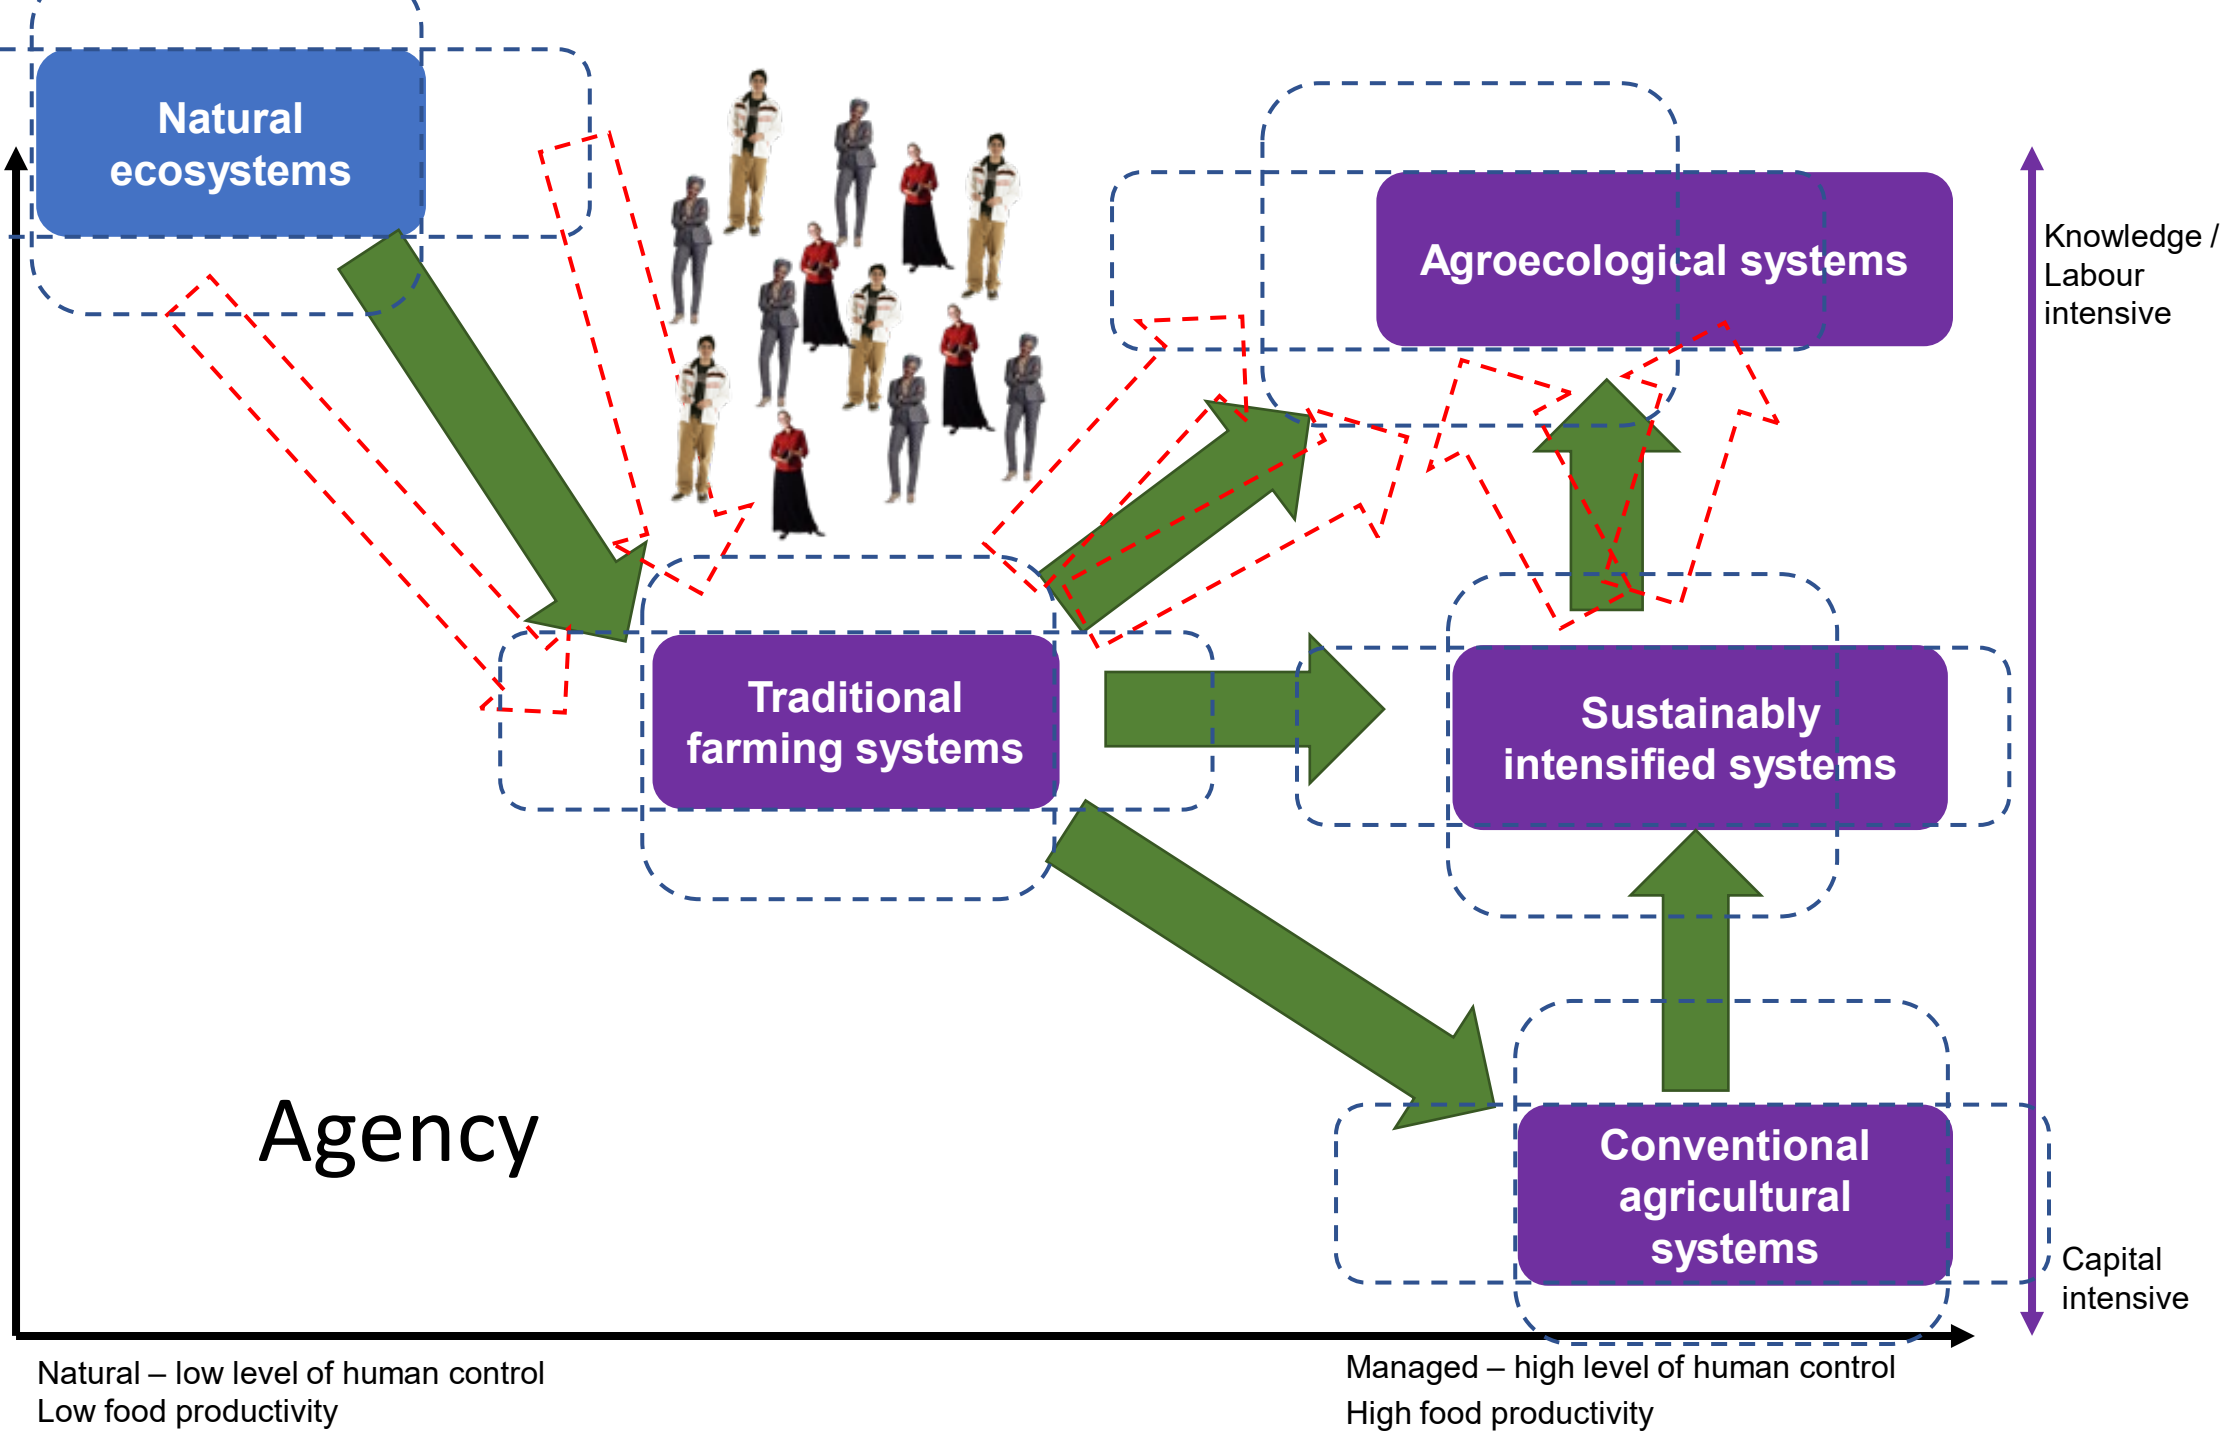 Natural
ecosystems
Agroecological systems
Knowledge /
Labour
intensive
Traditional
farming systems
Sustainably
intensified systems
Agency
Conventional
agricultural
systems
Capital
intensive
Natural – low level of human control
Low food productivity
Managed – high level of human control
High food productivity